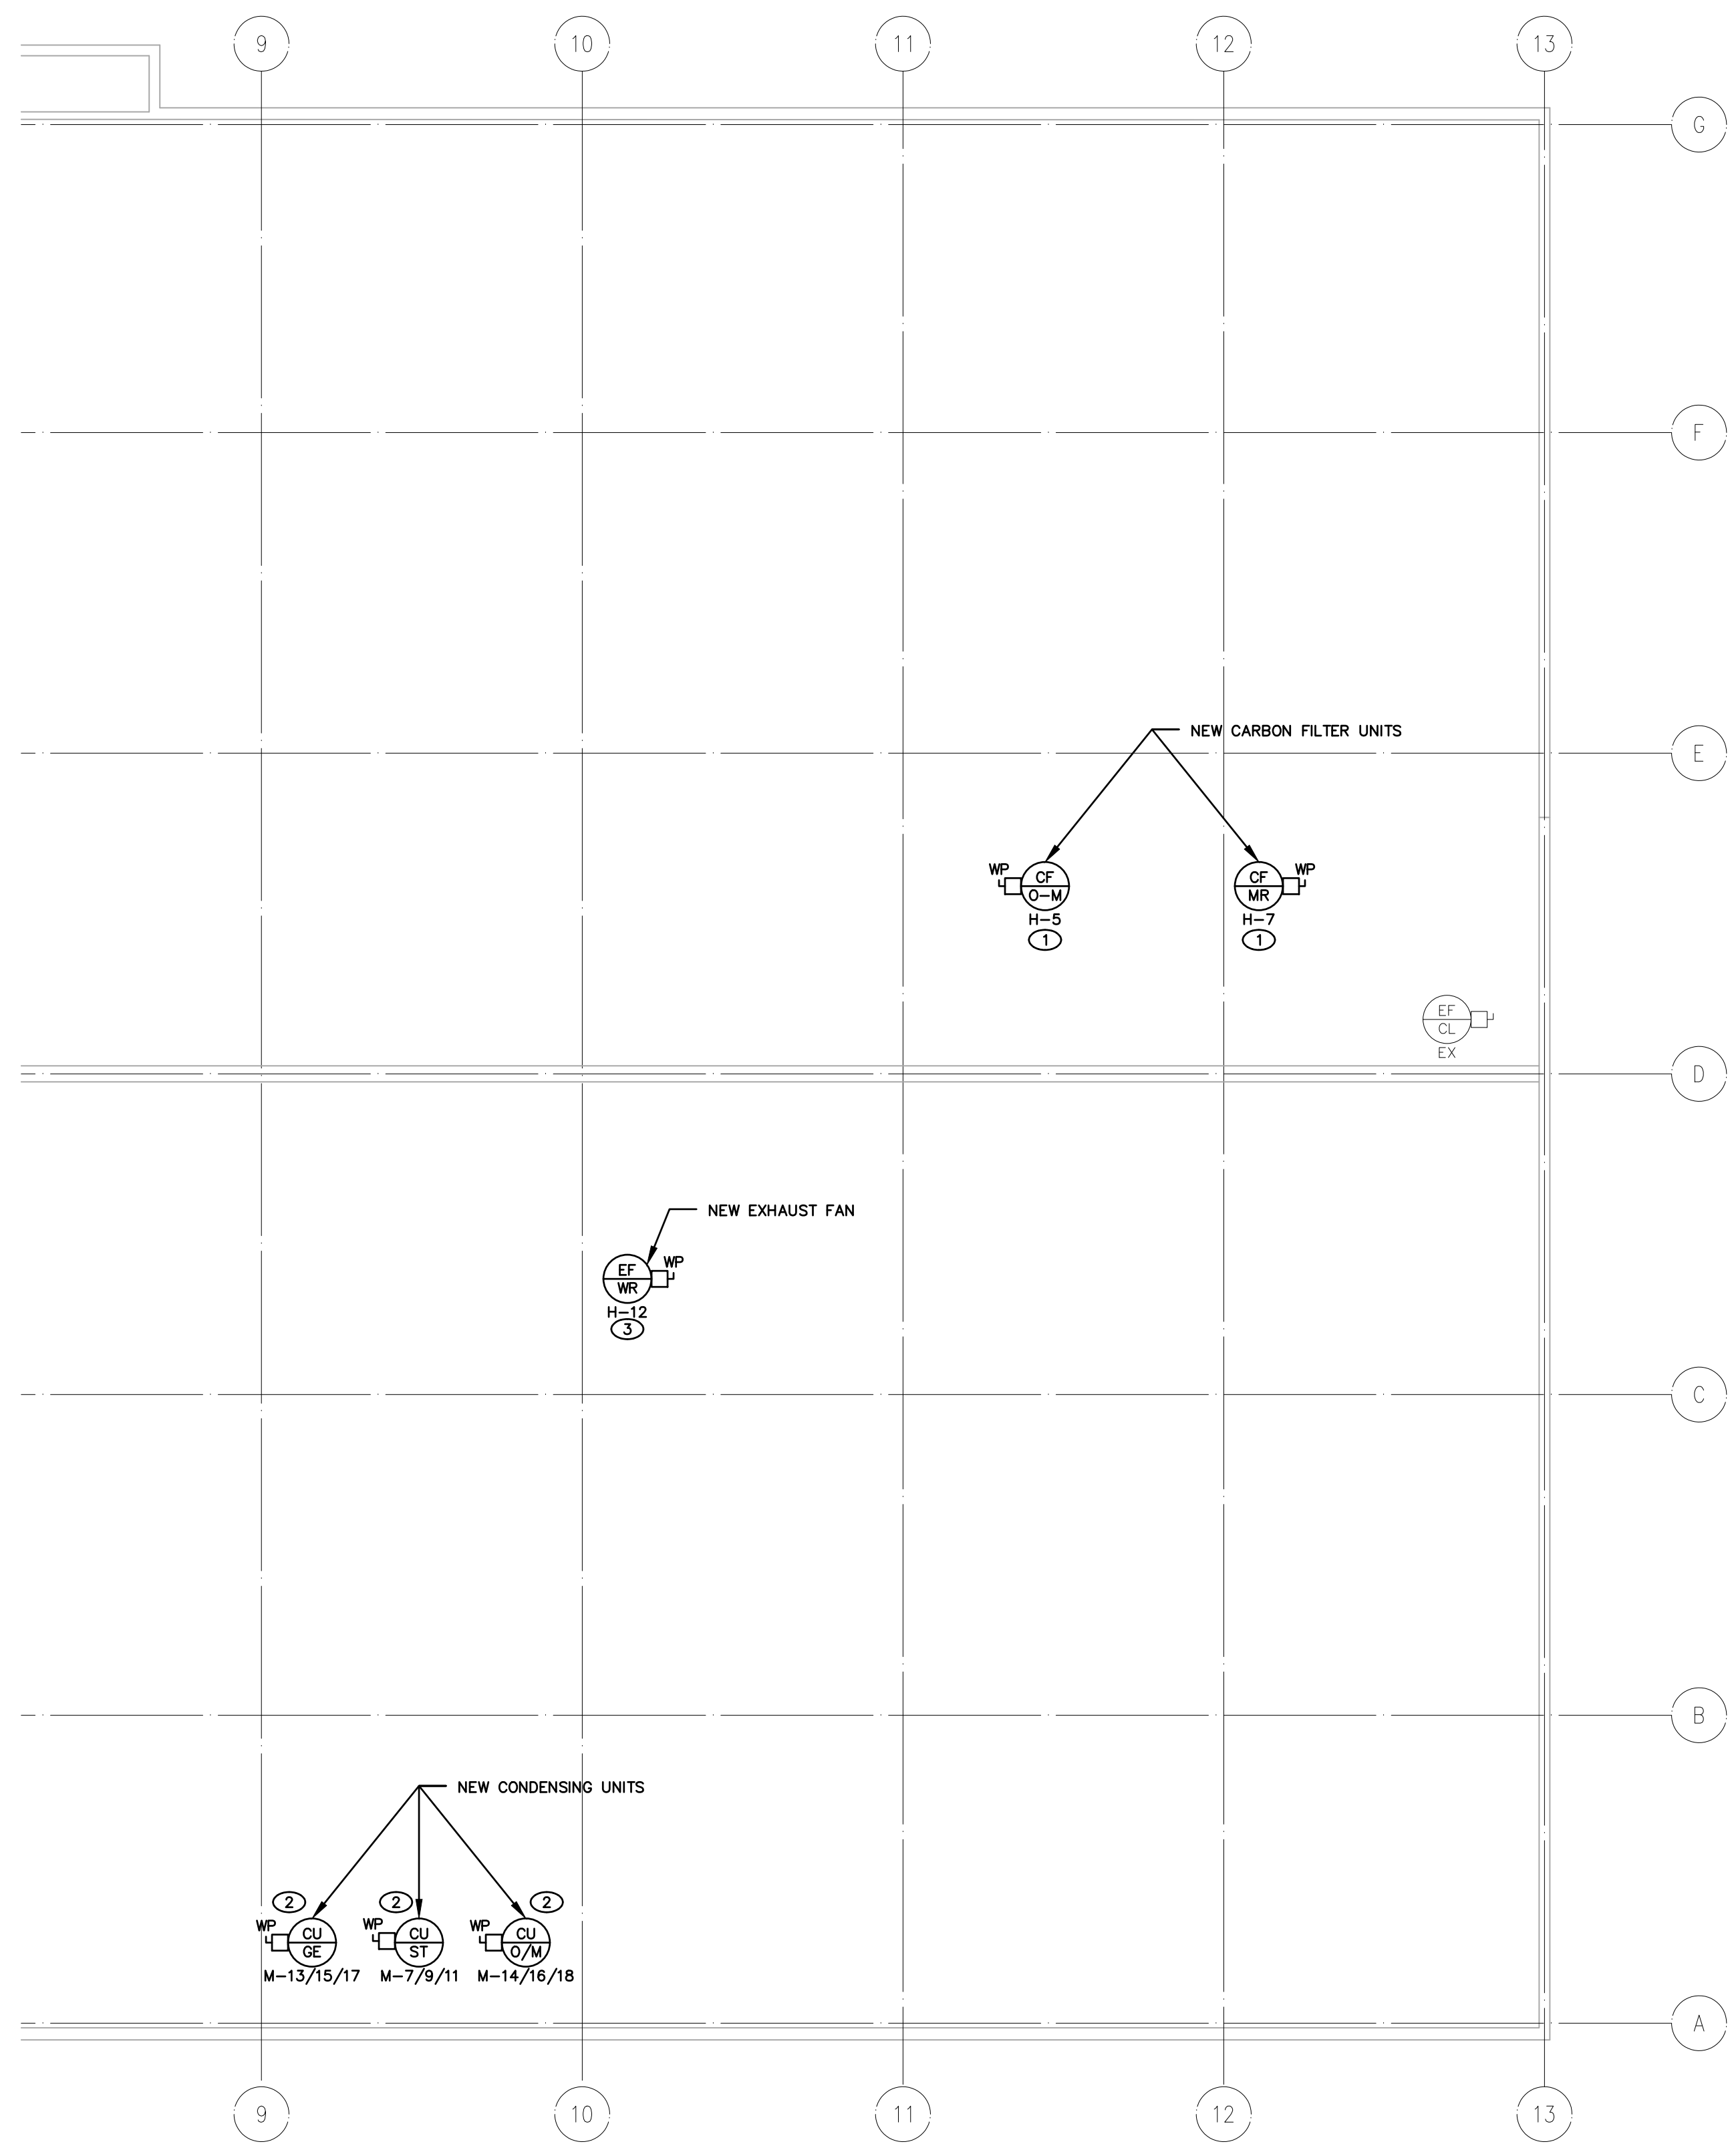 9 10 11 12 13
G
F
NEW CARBON FILTER UNITS
E
WP CF O-M
H-5
1
CF MR WP
H-7
1
EF
CL
EX
D
NEW EXHAUST FAN
WP
EF
WR
H-12
3
C
B
NEW CONDENSING UNITS
2 2 2
WP WP WP
CU CU CU
GE ST O/M
M-13/15/17 M-7/9/11 M-14/16/18
A
9 10 11 12 13